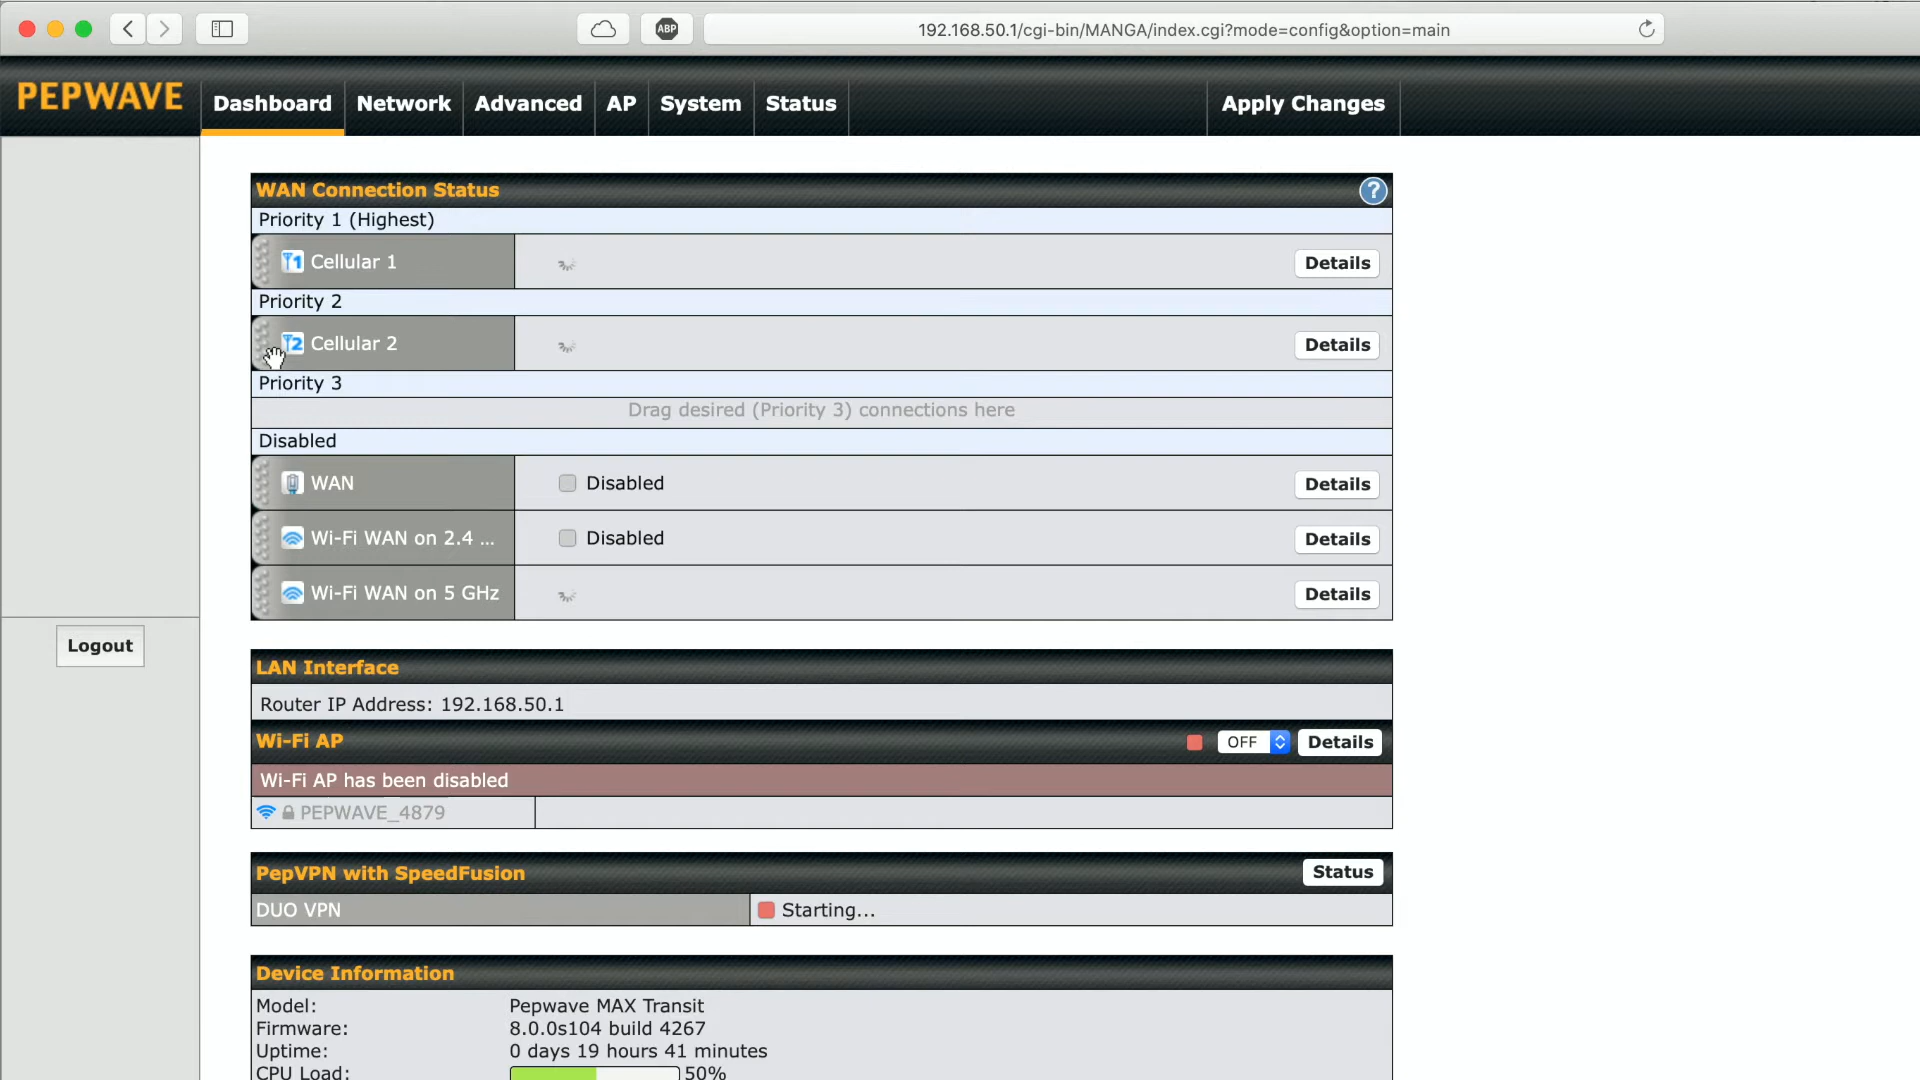 ABP
192.168.50.1/cgi-bin/MANGA/index.cgi?mode=config&option=main
PEPWAVE
Dashboard Network Advanced AP System Status Apply Changes
WAN Connection Status ?
Priority 1 (Highest)
1 Cellular 1 Details
Priority 2
2 Cellular 2 Details
Priority 3
Drag desired (Priority 3) connections here
Disabled
WAN Disabled Details
Wi-Fi WAN on 2.4 ... Disabled Details
Wi-Fi WAN on 5 GHz Details
Logout
LAN Interface
Router IP Address: 192.168.50.1
Wi-Fi AP OFF Details
Wi-Fi AP has been disabled
PEPWAVE_4879
PepVPN with SpeedFusion Status
DUO VPN Starting...
Device Information
Model: Pepwave MAX Transit
Firmware: 8.0.0s104 build 4267
Uptime: 0 days 19 hours 41 minutes
CPU Load: 50%